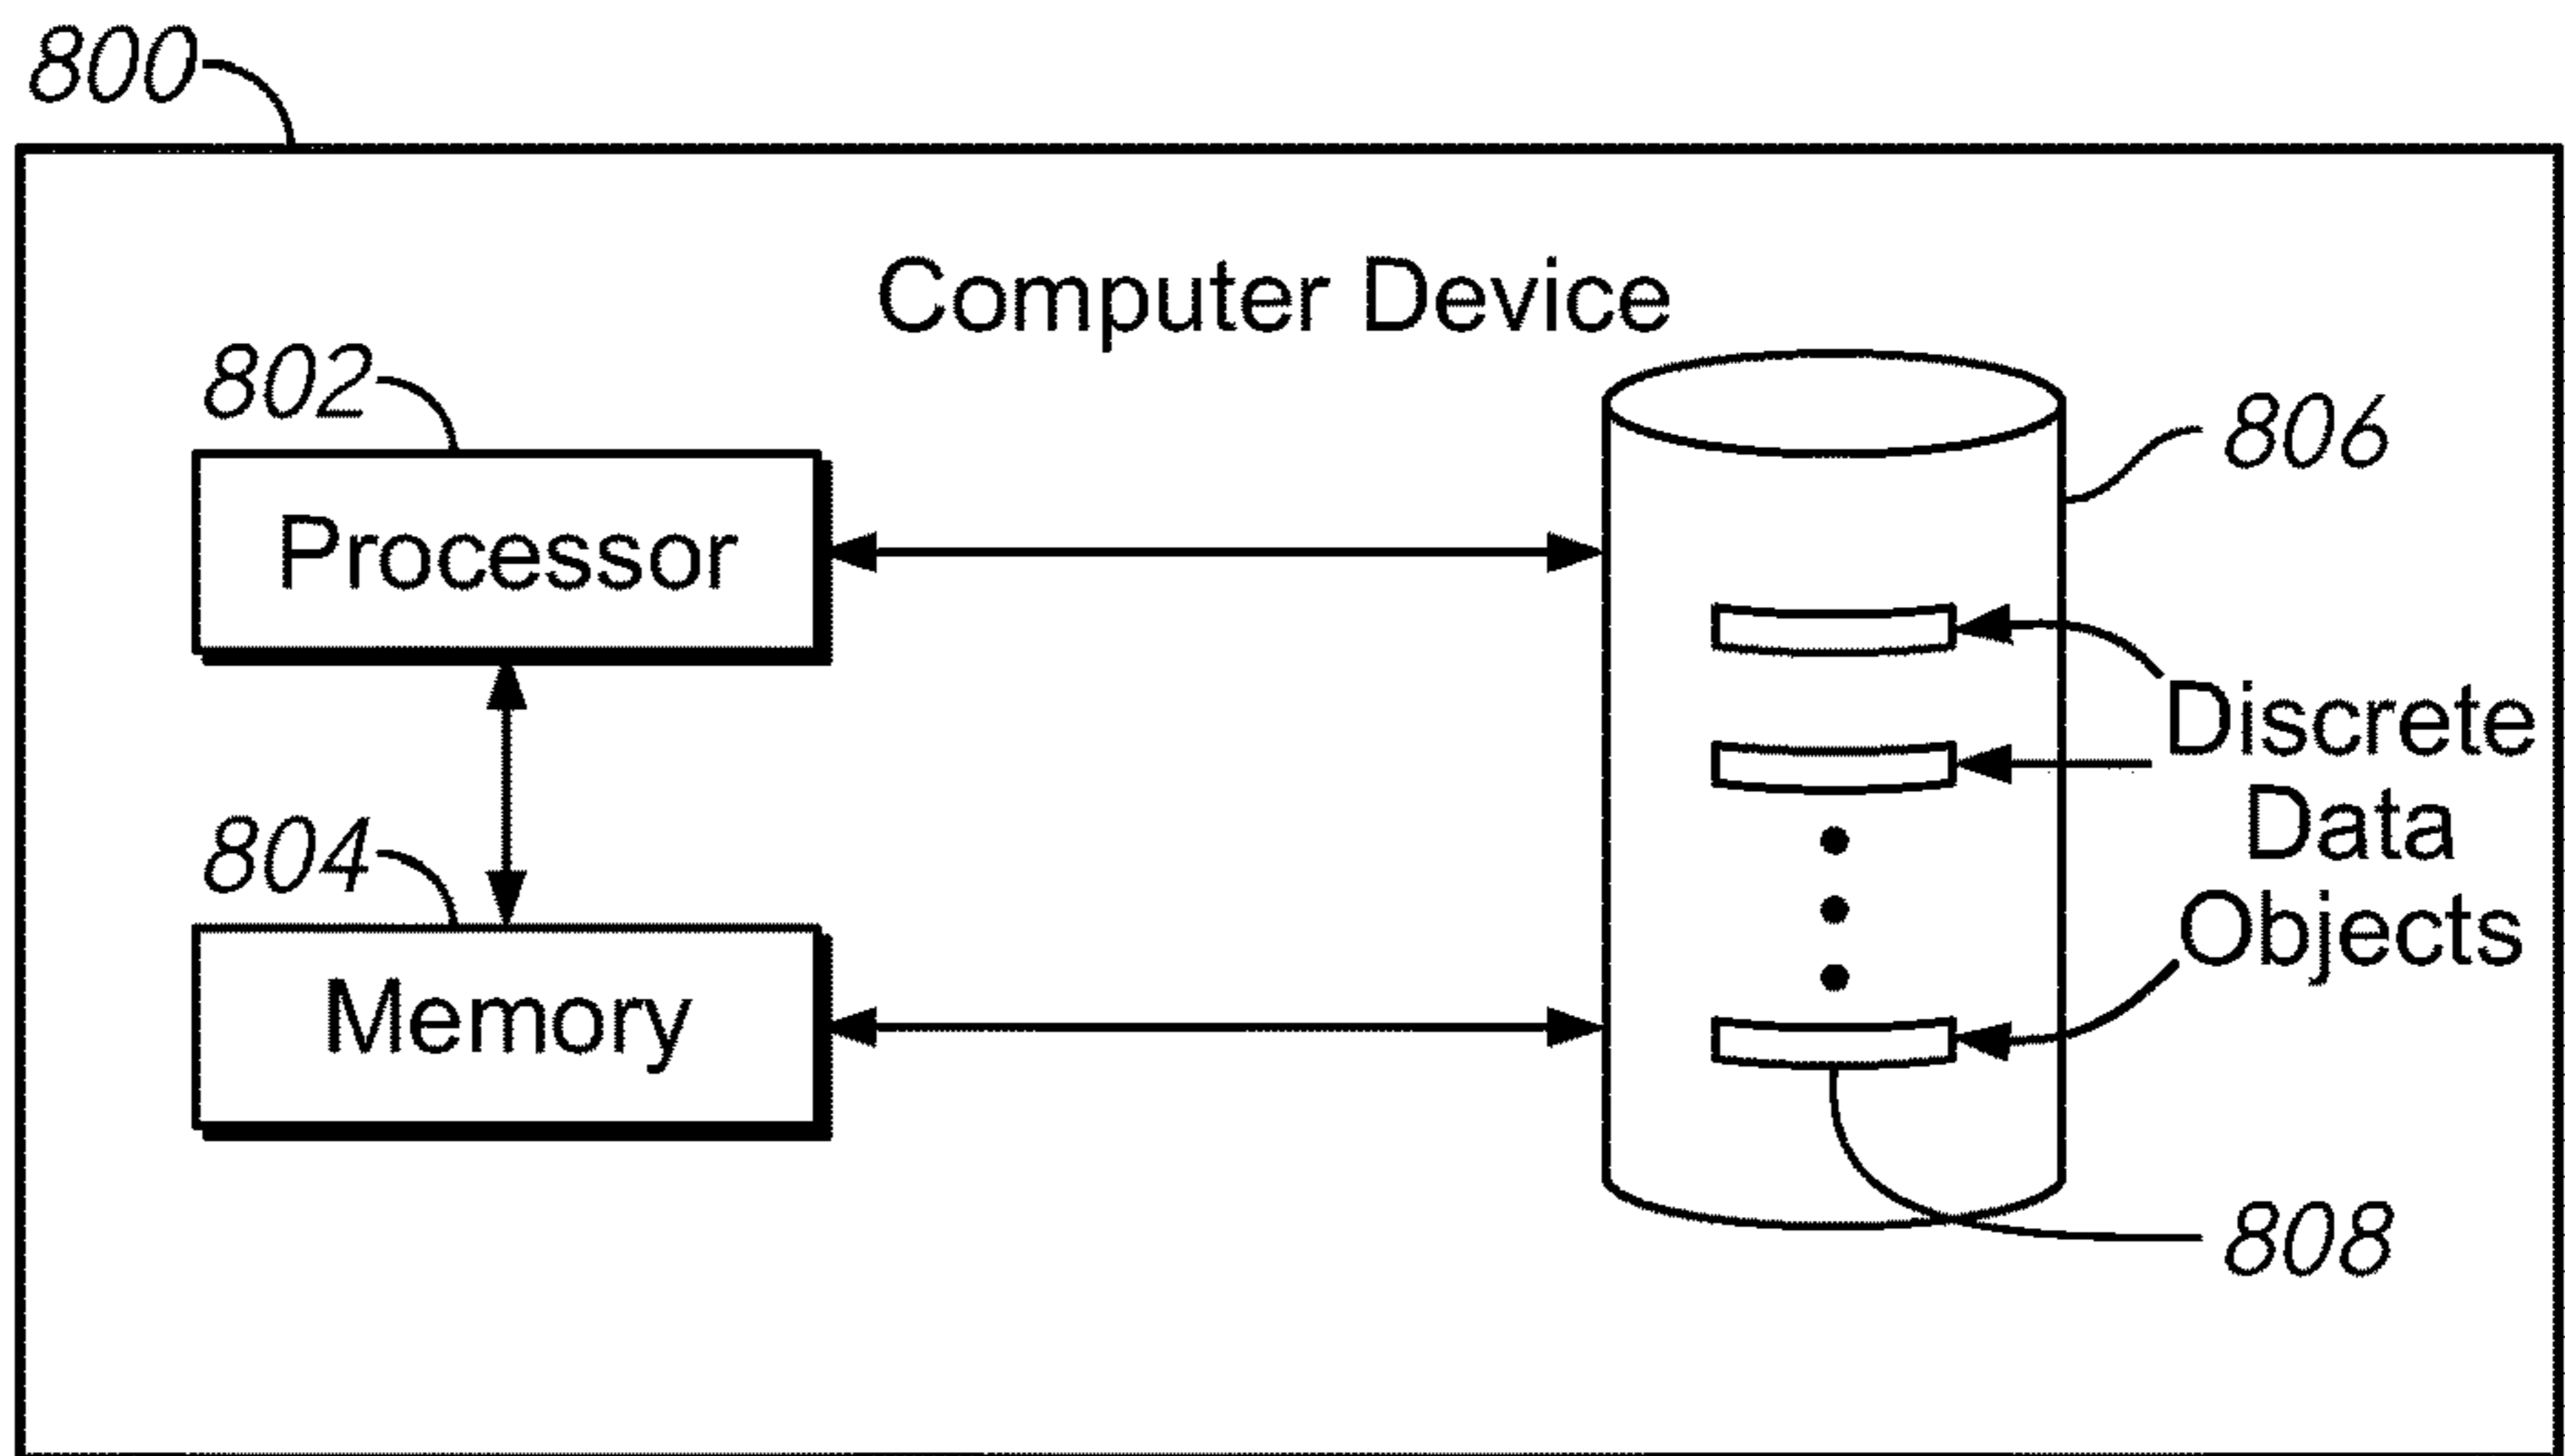 800
Computer Device
802
Processor
806
Discrete
Data
Objects
804
Memory
808